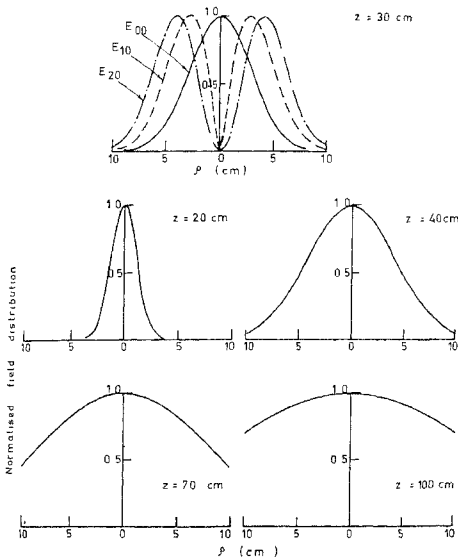 1.0
z = 30 cm
E00
E10
E20
0.5
10 5 0 5 10
ρ (cm)
Normalised field distribution
1 0
z = 20 cm
0 5
10 5 0 5 10
1 0
z = 40cm
0 5
10 5 0 5 10
1 0
0 5
z = 70 cm
10 5 0 5 10
1 0
0 5
z = 100cm
10 5 0 5 10
ρ (cm)